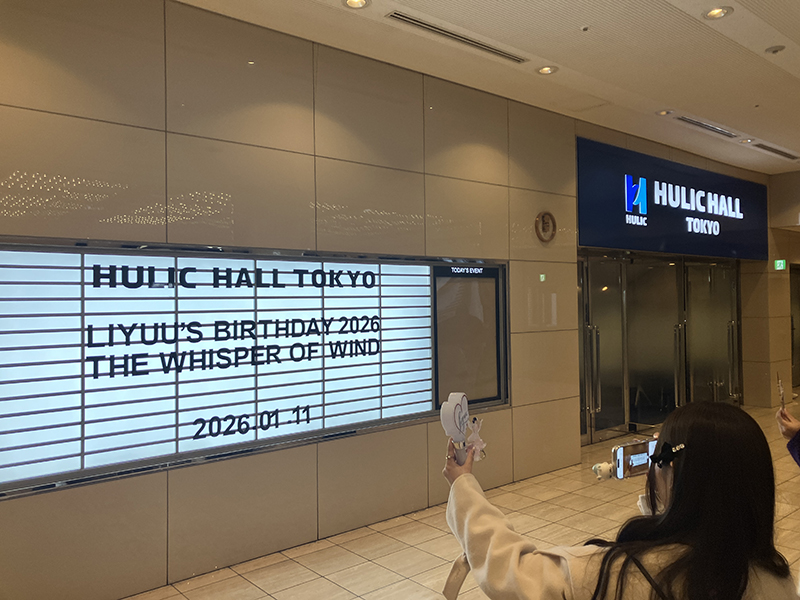 HULIC HALL TOKYO
TODAY'S EVENT
LIYUU'S BIRTHDAY 2026
THE WHISPER OF WIND
2026.01.11
HULIC
HULIC HALL
TOKYO